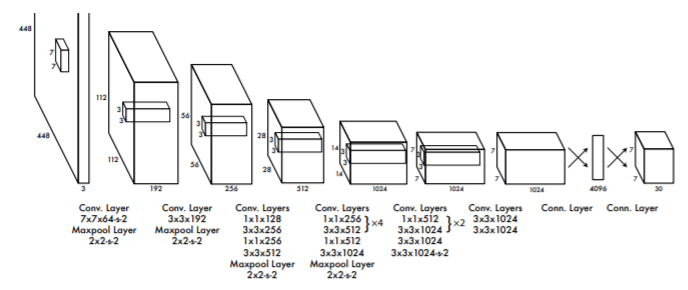 448
7
7
448
3
112
3
3
112
192
56
3
3
56
256
28
3
3
28
512
14
3
3
14
1024
7
3
3
7
1024
7
7
1024
4096
7
7
30
Conv. Layer
7x7x64-s-2
Maxpool Layer
2x2-s-2
Conv. Layer
3x3x192
Maxpool Layer
2x2-s-2
Conv. Layers
1x1x128
3x3x256
1x1x256
3x3x512
Maxpool Layer
2x2-s-2
Conv. Layers
1x1x256
3x3x512
}×4
1x1x512
3x3x1024
Maxpool Layer
2x2-s-2
Conv. Layers
1x1x512
3x3x1024
}×2
3x3x1024
3x3x1024-s-2
Conv. Layers
3x3x1024
3x3x1024
Conn. Layer
Conn. Layer